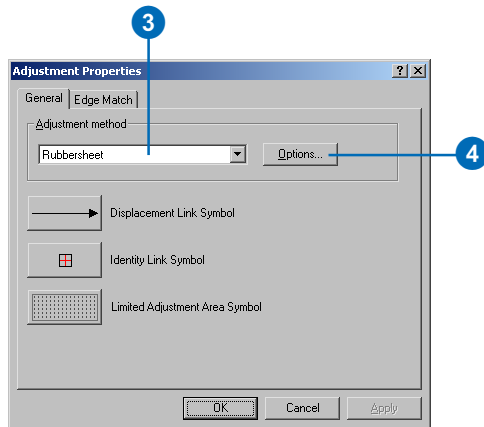 3
Adjustment Properties
General Edge Match
Adjustment method
Rubbersheet Options...
4
Displacement Link Symbol
Identity Link Symbol
Limited Adjustment Area Symbol
OK Cancel Apply